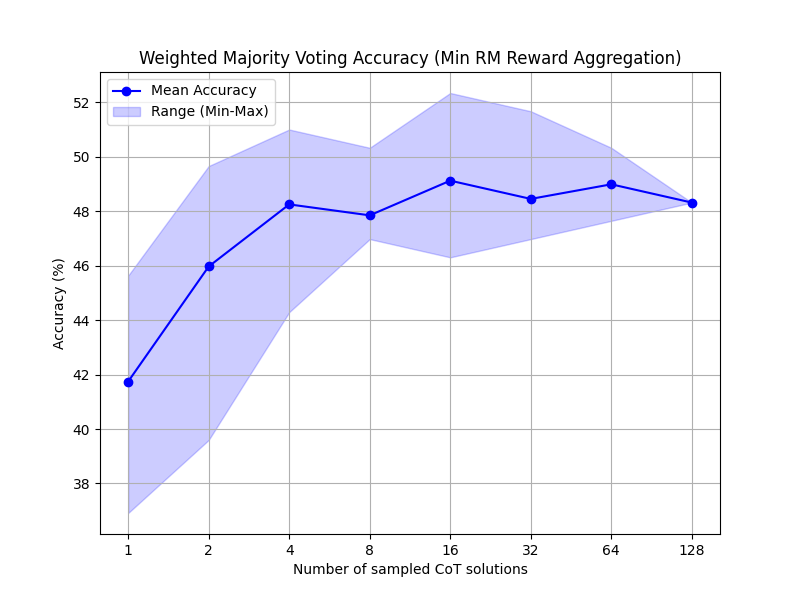 Weighted Majority Voting Accuracy (Min RM Reward Aggregation)
Mean Accuracy
Range (Min-Max)
Accuracy (%)
52
50
48
46
44
42
40
38
1 2 4 8 16 32 64 128
Number of sampled CoT solutions